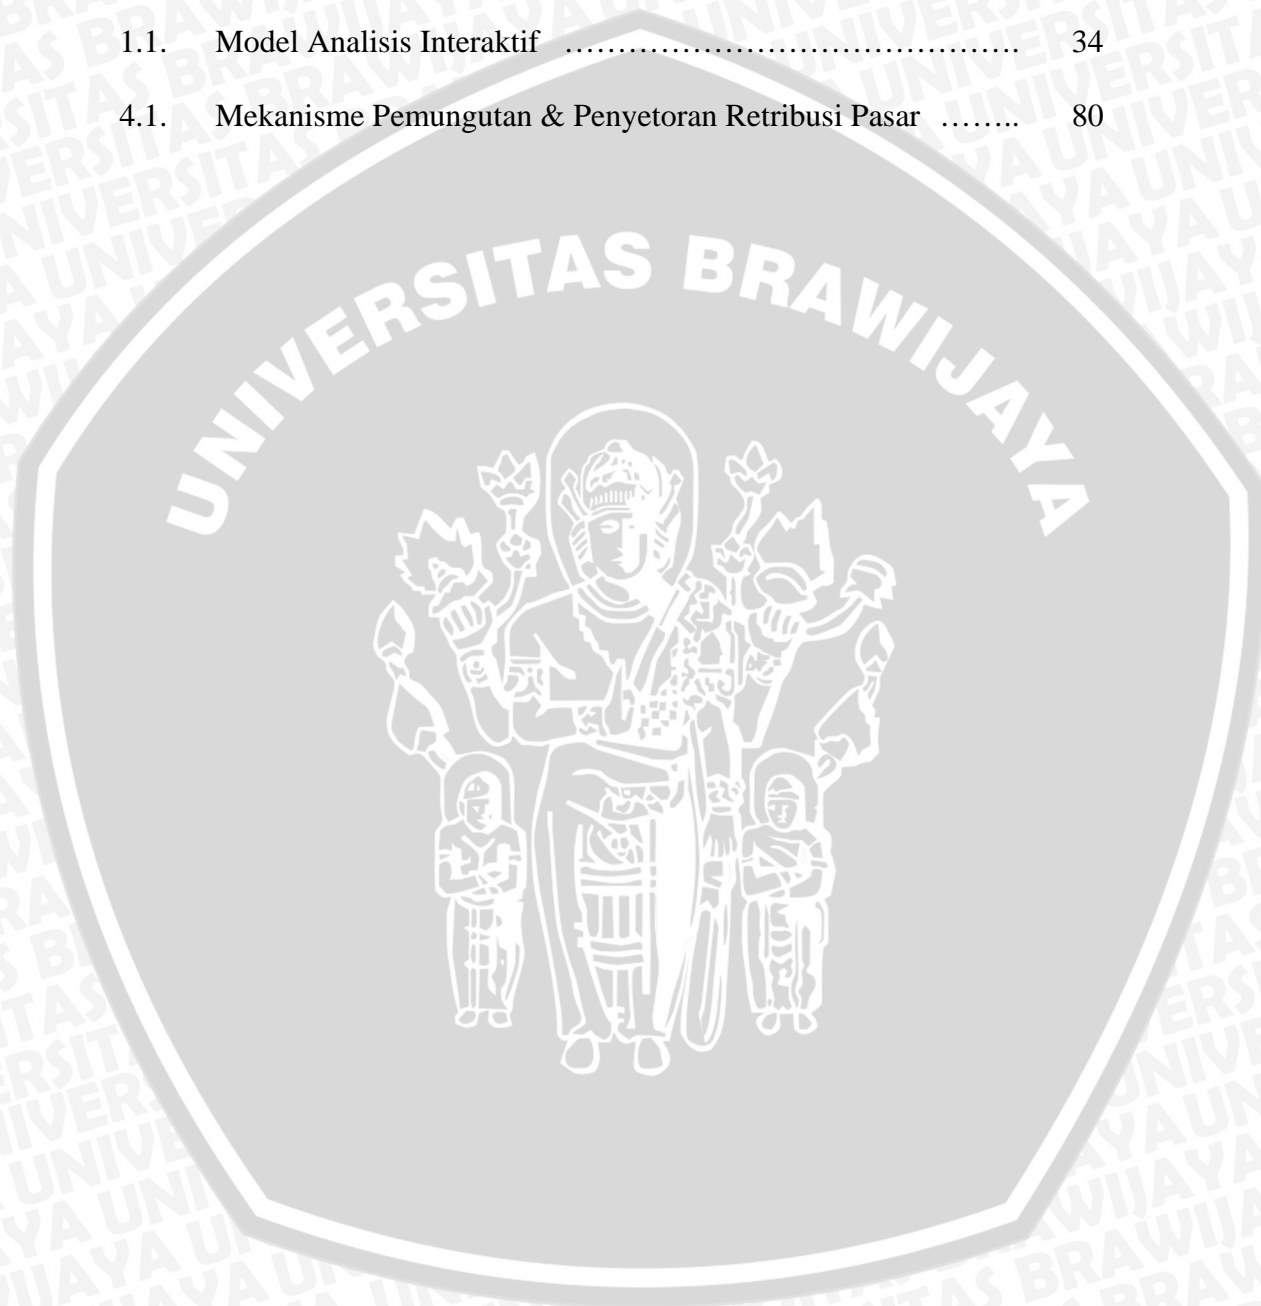 1.1. Model Analisis Interaktif ……………………………………. 34
4.1. Mekanisme Pemungutan & Penyetoran Retribusi Pasar …….. 80
UNIVERSITAS BRAWIJAYA